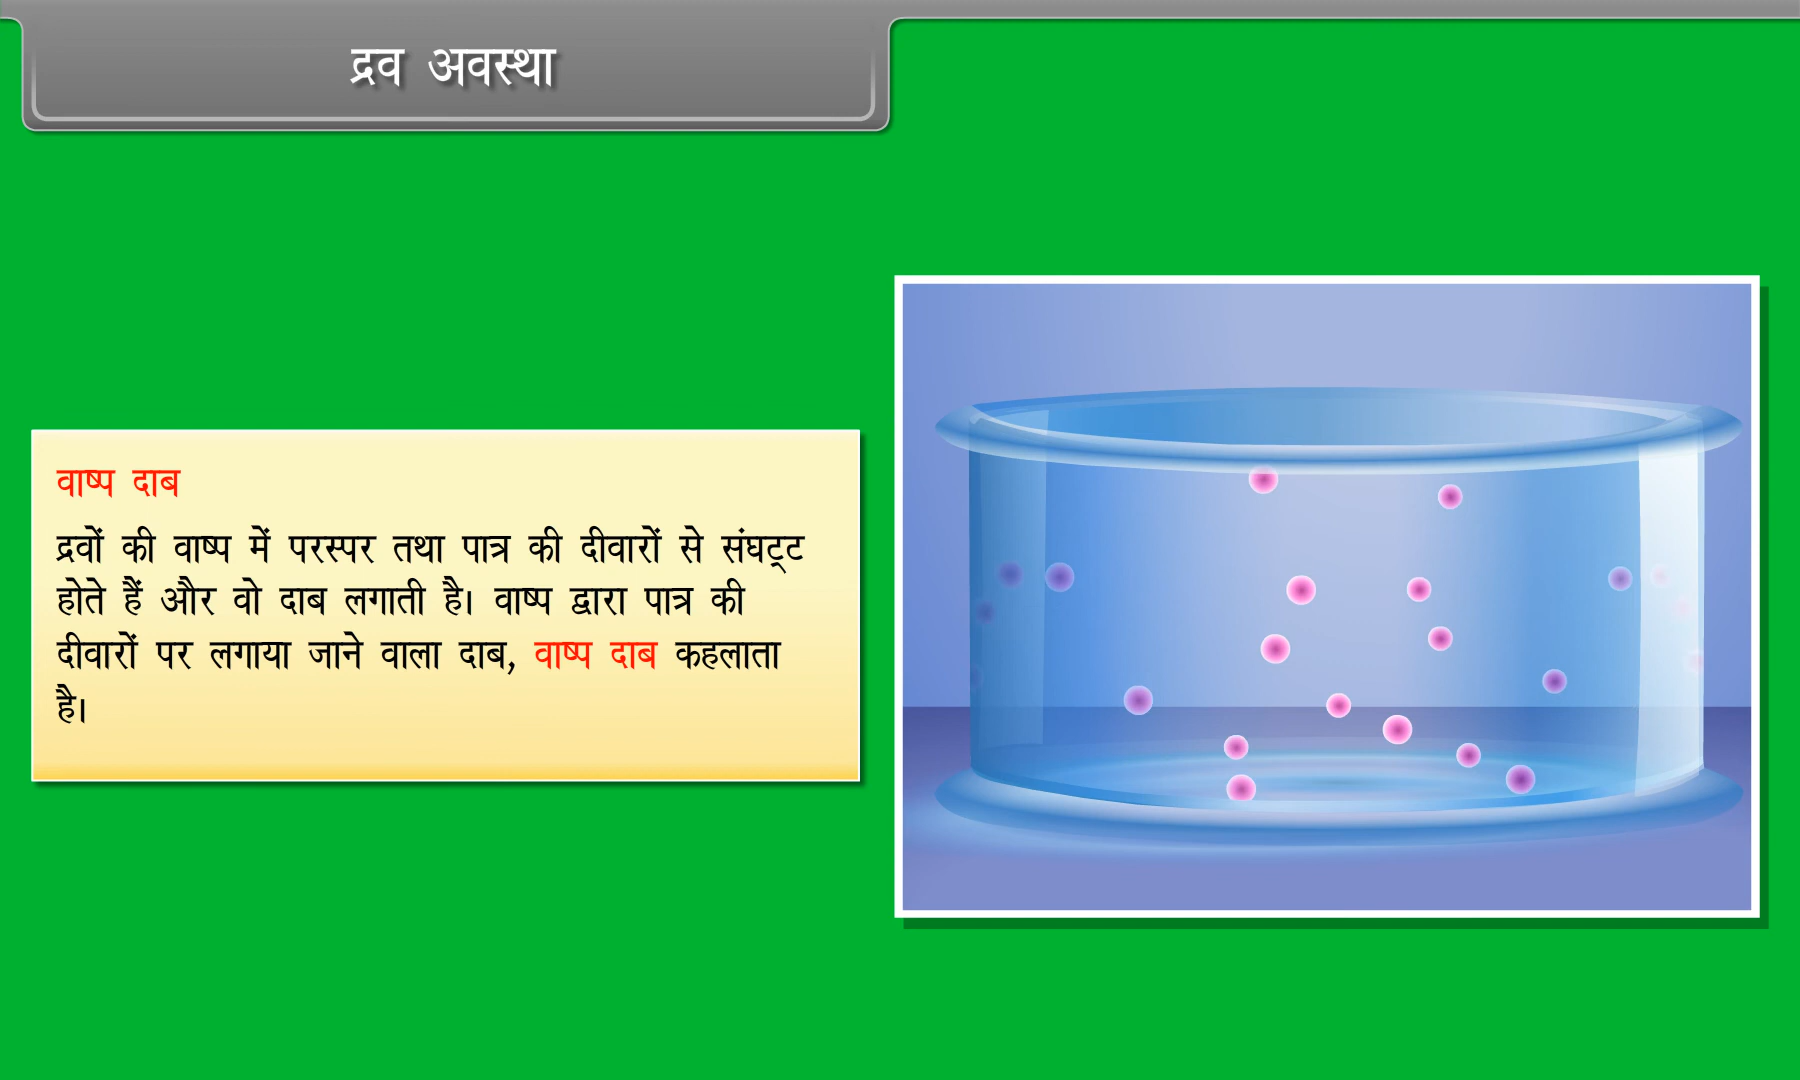 द्रव अवस्था
वाष्प दाब
द्रवों की वाष्प में परस्पर तथा पात्र की दीवारों से संघट्‌ट
होते हैं और वो दाब लगाती है। वाष्प द्वारा पात्र की
दीवारों पर लगाया जाने वाला दाब, वाष्प दाब कहलाता
है।